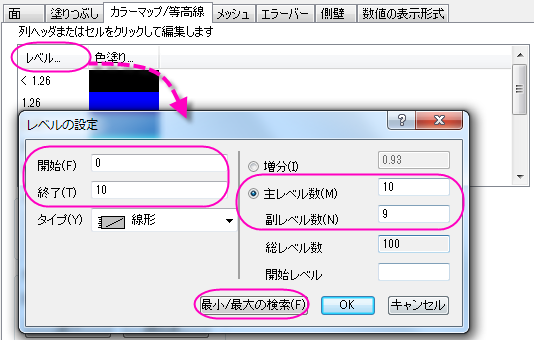 面 塗りつぶし カラーマップ/等高線 メッシュ エラーバー 側壁 数値の表示形式
列ヘッダまたはセルをクリックして編集します
レベル... 色塗り...
< 1.26
1.26
レベルの設定
開始(F) 0
終了(T) 10
タイプ(Y) 線形
増分(I) 0.93
主レベル数(M) 10
副レベル数(N) 9
総レベル数 100
開始レベル
最小/最大の検索(F) OK キャンセル